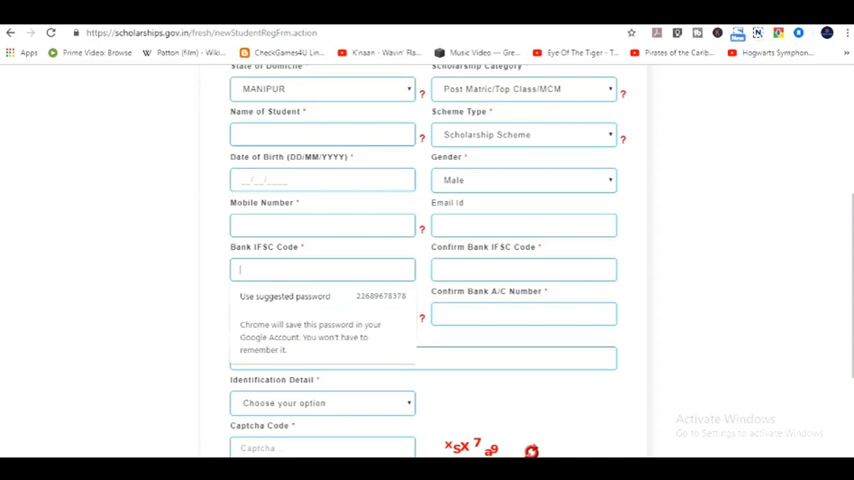 https://scholarships.gov.in/fresh/newStudentRegFrm.action
Apps Prime Video: Browse Patton (film) - Wiki... CheckGames4U Lin... K'naan - Wavin' Flag... Music Video — Gre... Eye Of The Tiger - T... Pirates of the Carib... Hogwarts Symphon...
State of Domicile * Scholarship Category *
MANIPUR ? Post Matric/Top Class/MCM ?
Name of Student * Scheme Type *
? Scholarship Scheme ?
Date of Birth (DD/MM/YYYY) * Gender *
__/__/____ Male
Mobile Number * Email Id
?
Bank IFSC Code * Confirm Bank IFSC Code *
Use suggested password 22689678378 Confirm Bank A/C Number *
?
Chrome will save this password in your
Google Account. You won't have to
remember it.
Identification Detail *
Choose your option
Captcha Code *
Captcha ...
xsX7a9
Activate Windows
Go to Settings to activate Windows.